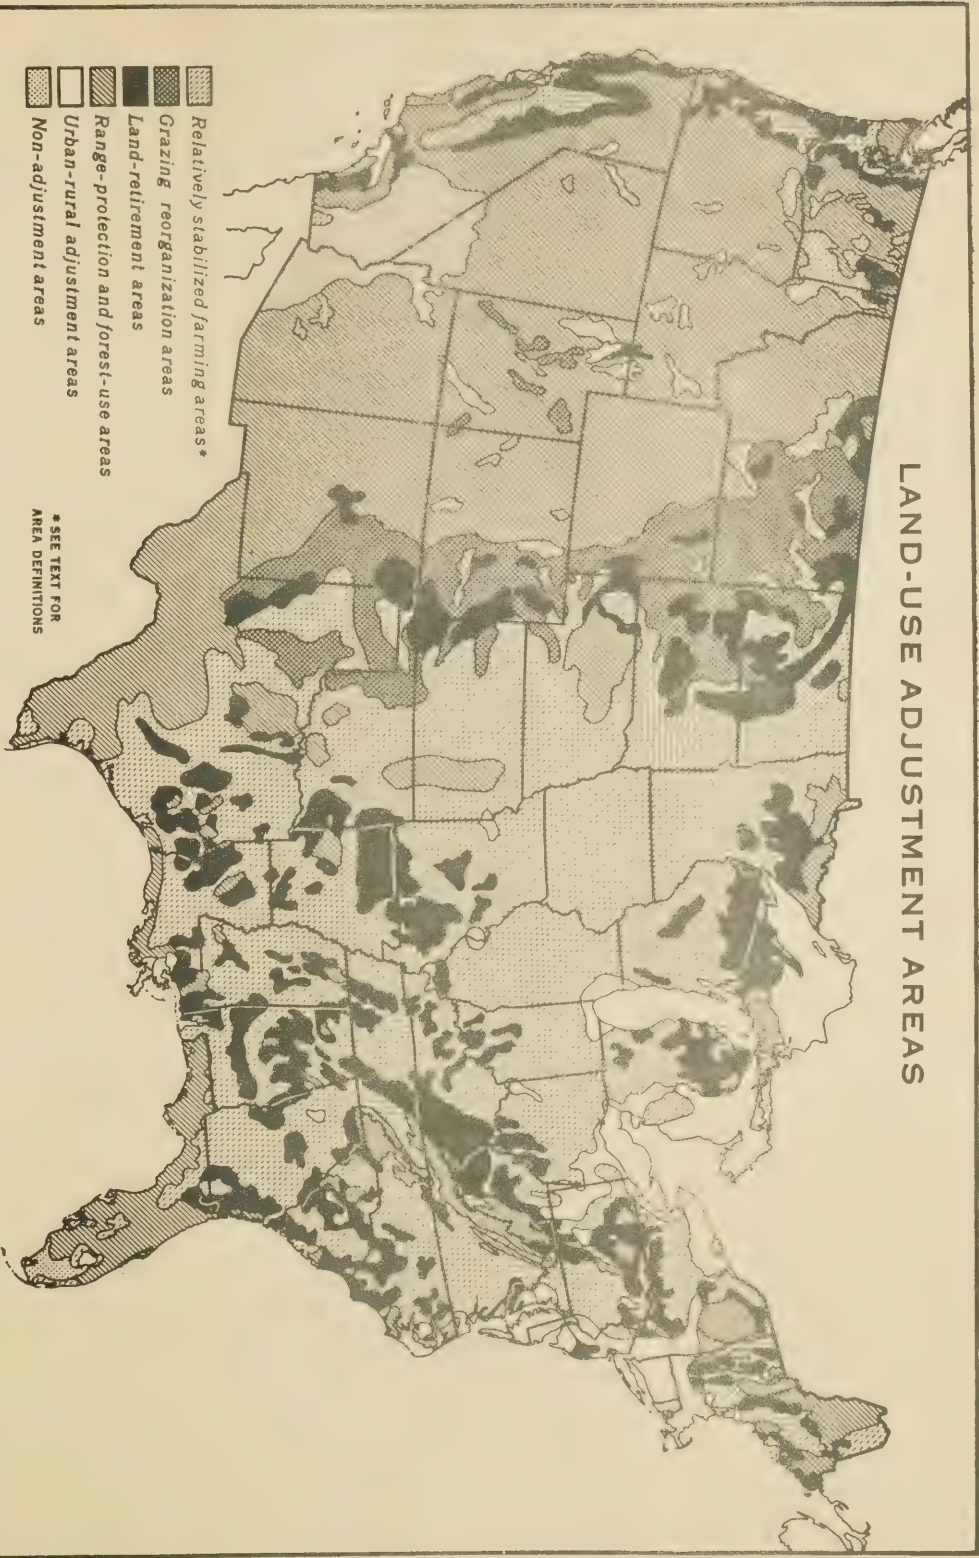 LAND-USE ADJUSTMENT AREAS
Relatively stabilized farming areas*
Grazing reorganization areas
Land-retirement areas
Range-protection and forest-use areas
Urban-rural adjustment areas
Non-adjustment areas
* SEE TEXT FOR
AREA DEFINITIONS